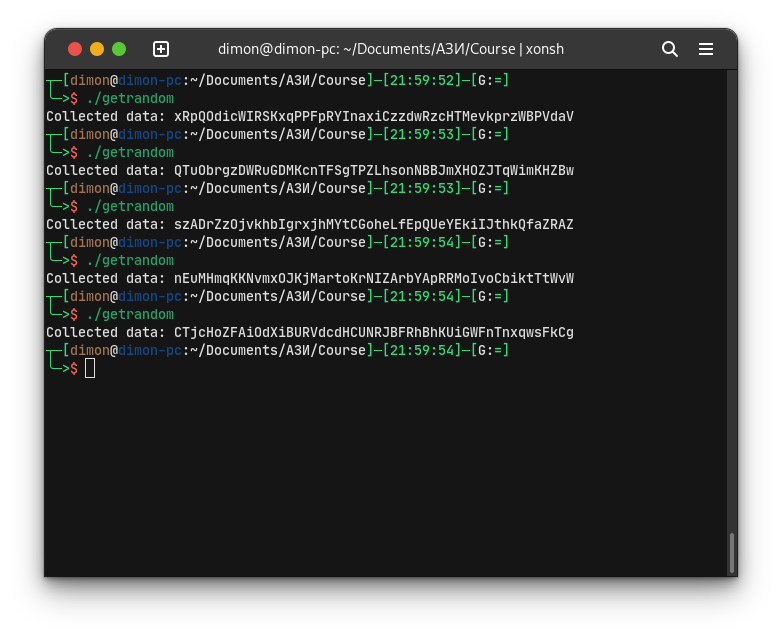 dimon@dimon-pc: ~/Documents/АЗИ/Course | xonsh
┬─[dimon@dimon-pc:~/Documents/АЗИ/Course]─[21:59:52]─[G:=]
╰─>$ ./getrandom
Collected data: xRpQOdicWIRSKxqPPFpRYInaxiCzzdwRzcHTMevkprzWBPVdaV
┬─[dimon@dimon-pc:~/Documents/АЗИ/Course]─[21:59:53]─[G:=]
╰─>$ ./getrandom
Collected data: QTuObrgzDWRuGDMKcnTFSgTPZLhsonNBBJmXHOZJTqWimKHZBw
┬─[dimon@dimon-pc:~/Documents/АЗИ/Course]─[21:59:53]─[G:=]
╰─>$ ./getrandom
Collected data: szADrZzOjvkhbIgrxjhMYtCGoheLfEpQUeYEkiIJthkQfaZRAZ
┬─[dimon@dimon-pc:~/Documents/АЗИ/Course]─[21:59:54]─[G:=]
╰─>$ ./getrandom
Collected data: nEuMHmqKKNvmxOJKjMartoKrNIZArbYApRRMoIvoCbiktTtWvW
┬─[dimon@dimon-pc:~/Documents/АЗИ/Course]─[21:59:54]─[G:=]
╰─>$ ./getrandom
Collected data: CTjcHoZFAiOdXiBURVdcdHCUNRJBFRhBhKUiGWFnTnxqwsFkCg
┬─[dimon@dimon-pc:~/Documents/АЗИ/Course]─[21:59:54]─[G:=]
╰─>$